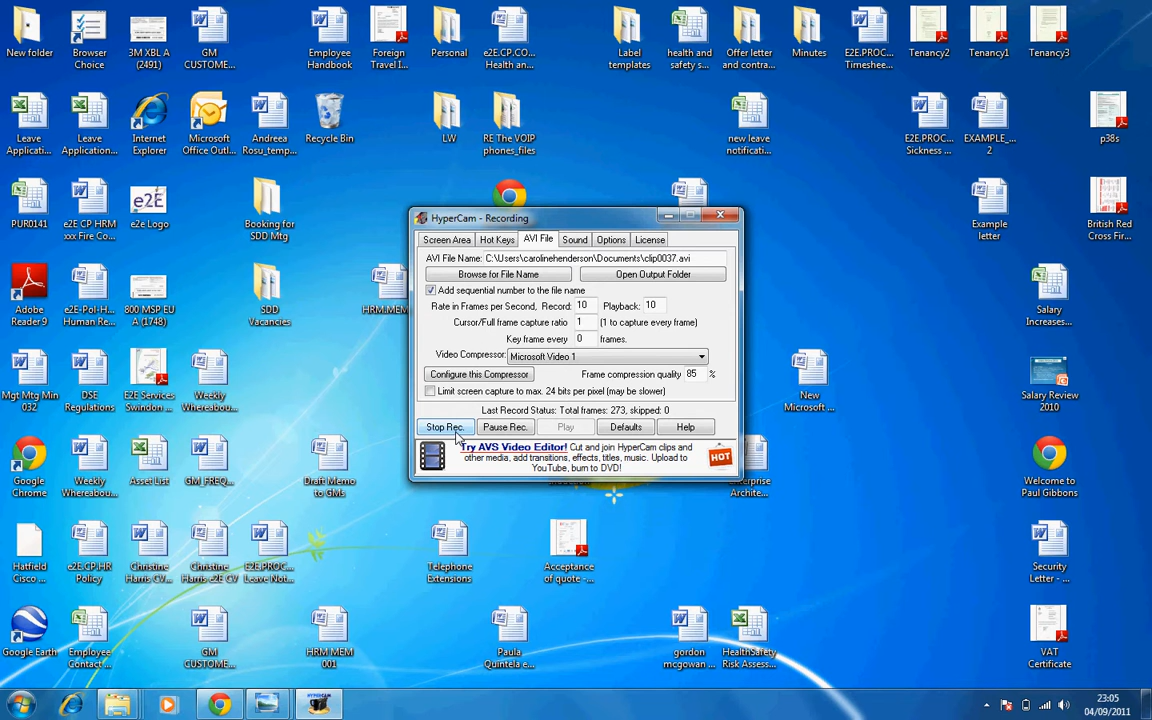 New folder
Browser
Choice
3M XBL A
(2491)
GM
CUSTOME...
Employee
Handbook
Foreign
Travel I...
Personal
e2E.CP.CO...
Health an...
Label
templates
health and
safety s...
Offer letter
and contra...
Minutes
E2E.PROC...
Timeshee...
Tenancy2
Tenancy1
Tenancy3
Leave
Applicati...
Leave
Application...
Internet
Explorer
Microsoft
Office Outl...
Andreea
Rosu_temp...
Recycle Bin
LW
RE The VOIP
phones_files
new leave
notificati...
E2E.PROC...
Sickness ...
EXAMPLE_...
2
p38s
PUR0141
e2E CP HRM
xxx Fire Co...
e2E
e2e Logo
Booking for
SDD Mtg
Example
letter
British Red
Cross Fir...
HyperCam - Recording
Screen Area
Hot Keys
AVI File
Sound
Options
License
AVI File Name: C:\Users\carolinehenderson\Documents\clip0037.avi
Browse for File Name
Open Output Folder
Add sequential number to the file name
Rate in Frames per Second, Record: 10 Playback: 10
Cursor/Full frame capture ratio 1 (1 to capture every frame)
Key frame every 0 frames.
Video Compressor: Microsoft Video 1
Configure this Compressor
Frame compression quality 85 %
Limit screen capture to max. 24 bits per pixel (may be slower)
Last Record Status: Total frames: 273, skipped: 0
Stop Rec.
Pause Rec.
Play
Defaults
Help
Try AVS Video Editor! Cut and join HyperCam clips and
other media, add transitions, effects, titles, music. Upload to
YouTube, burn to DVD!
HOT
Adobe
Reader 9
e2E-Pol-H...
Human Re...
800 MSP EU
A (1748)
SDD
Vacancies
HRM.MEM
Salary
Increases...
Mgt Mtg Min
032
DSE
Regulations
E2E Services
Swindon ...
Weekly
Whereabou...
New
Microsoft ...
Salary Review
2010
Google
Chrome
Weekly
Whereabou...
Asset List
GM_FREQ...
Draft Memo
to GMs
Enterprise
Archite...
Welcome to
Paul Gibbons
Hatfield
Cisco ...
e2E.CP.HR
Policy
Christine
Harris CV...
Christine
Harris e2E CV
E2E.PROC...
Leave Not...
Telephone
Extensions
Acceptance
of quote -...
Security
Letter - ...
Google Earth
Employee
Contact ...
GM
CUSTOME...
HRM MEM
001
Paula
Quintela e...
gordon
mcgowan ...
HealthSafety
Risk Assess...
VAT
Certificate
HYPERCAM
23:05
04/09/2011